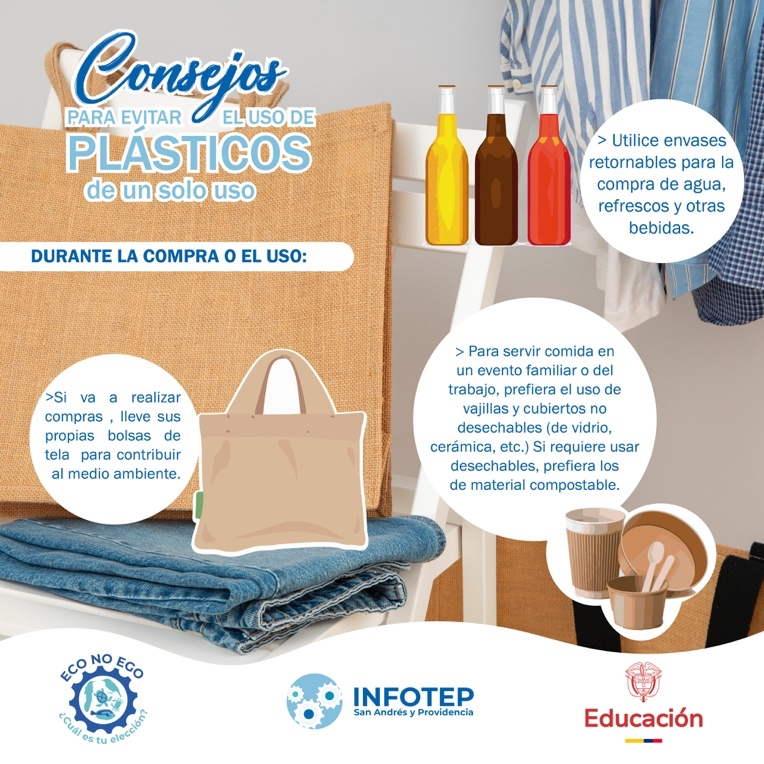 Consejos
PARA EVITAR EL USO DE
PLÁSTICOS
de un solo uso
DURANTE LA COMPRA O EL USO:
> Utilice envases
retornables para la
compra de agua,
refrescos y otras
bebidas.
>Si va a realizar
compras , lleve sus
propias bolsas de
tela para contribuir
al medio ambiente.
> Para servir comida en
un evento familiar o del
trabajo, prefiera el uso de
vajillas y cubiertos no
desechables (de vidrio,
cerámica, etc.) Si requiere usar
desechables, prefiera los
de material compostable.
ECO NO EGO
¿Cuál es tu elección?
INFOTEP
San Andrés y Providencia
Educación